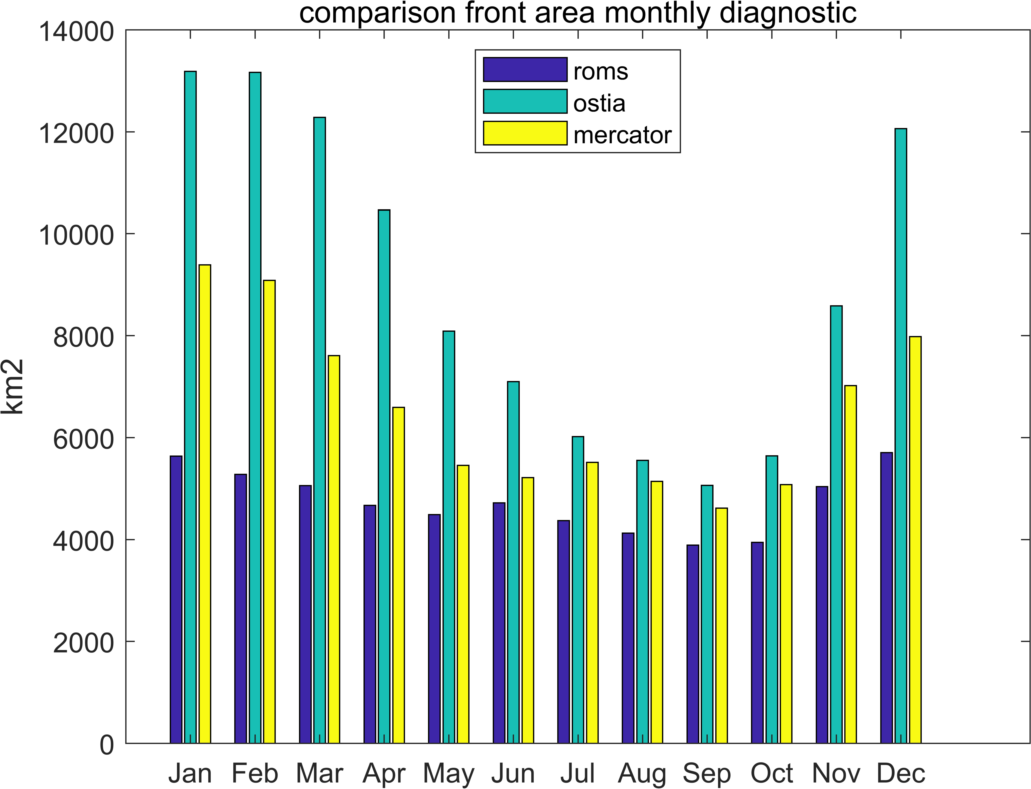 comparison front area monthly diagnostic
14000
12000
10000
8000
6000
4000
2000
0
km2
roms
ostia
mercator
Jan Feb Mar Apr May Jun Jul Aug Sep Oct Nov Dec